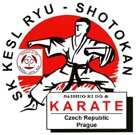 SK KESL RYU - SHOTOKAN
KARATE
Czech Republic
Prague